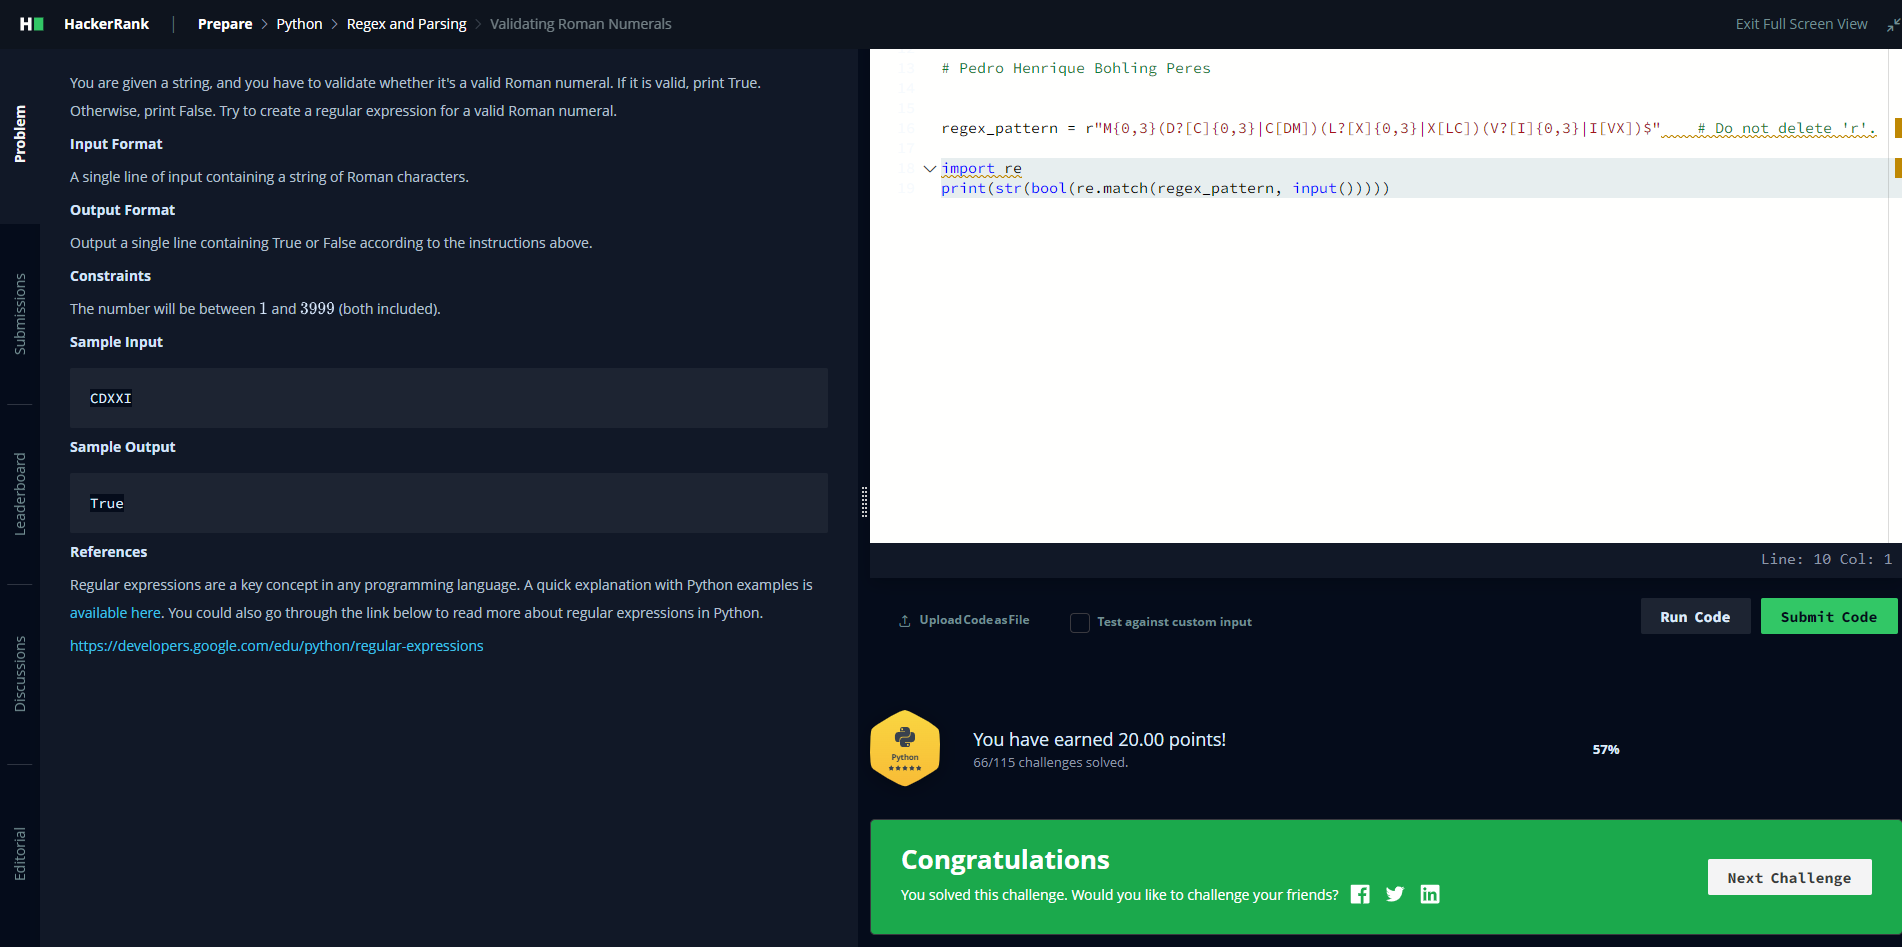 HackerRank | Prepare > Python > Regex and Parsing > Validating Roman Numerals
Exit Full Screen View
Problem
Submissions
Leaderboard
Discussions
Editorial
You are given a string, and you have to validate whether it's a valid Roman numeral. If it is valid, print True.
Otherwise, print False. Try to create a regular expression for a valid Roman numeral.
Input Format
A single line of input containing a string of Roman characters.
Output Format
Output a single line containing True or False according to the instructions above.
Constraints
The number will be between 1 and 3999 (both included).
Sample Input
CDXXI
Sample Output
True
References
Regular expressions are a key concept in any programming language. A quick explanation with Python examples is
available here. You could also go through the link below to read more about regular expressions in Python.
https://developers.google.com/edu/python/regular-expressions
13 # Pedro Henrique Bohling Peres
14
15
16 regex_pattern = r"M{0,3}(D?[C]{0,3}|C[DM])(L?[X]{0,3}|X[LC])(V?[I]{0,3}|I[VX])$"    # Do not delete 'r'.
17
18 import re
19 print(str(bool(re.match(regex_pattern, input()))))
Line: 10 Col: 1
Upload Code as File
Test against custom input
Run Code
Submit Code
Python
You have earned 20.00 points!
66/115 challenges solved.
57%
Congratulations
You solved this challenge. Would you like to challenge your friends?
Next Challenge